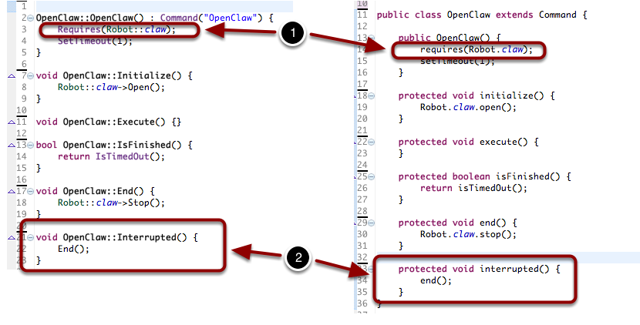 1
2 OpenClaw::OpenClaw() : Command("OpenClaw") {
3 Requires(Robot::claw);
4 SetTimeout(1);
5 }
6
7 void OpenClaw::Initialize() {
8 Robot::claw->Open();
9 }
10
11 void OpenClaw::Execute() {}
12
13 bool OpenClaw::IsFinished() {
14 return IsTimedOut();
15 }
16
17 void OpenClaw::End() {
18 Robot::claw->Stop();
19 }
20
21 void OpenClaw::Interrupted() {
22 End();
23 }
1
2
10
11 public class OpenClaw extends Command {
12
13 public OpenClaw() {
14 requires(Robot.claw);
15 setTimeout(1);
16 }
17
18 protected void initialize() {
19 Robot.claw.open();
20 }
21
22 protected void execute() {
23 }
24
25 protected boolean isFinished() {
26 return isTimedOut();
27 }
28
29 protected void end() {
30 Robot.claw.stop();
31 }
32
33 protected void interrupted() {
34 end();
35 }
36 }